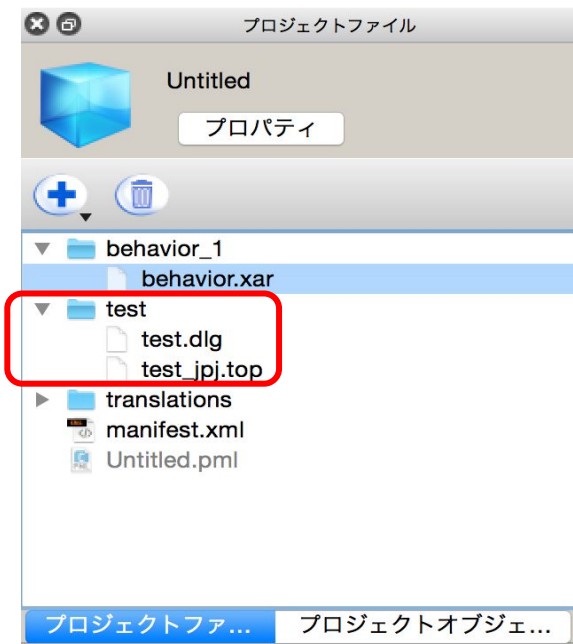 プロジェクトファイル
Untitled
プロパティ
behavior_1
behavior.xar
test
test.dlg
test_jpj.top
translations
manifest.xml
Untitled.pml
プロジェクトファ... プロジェクトオブジェ...